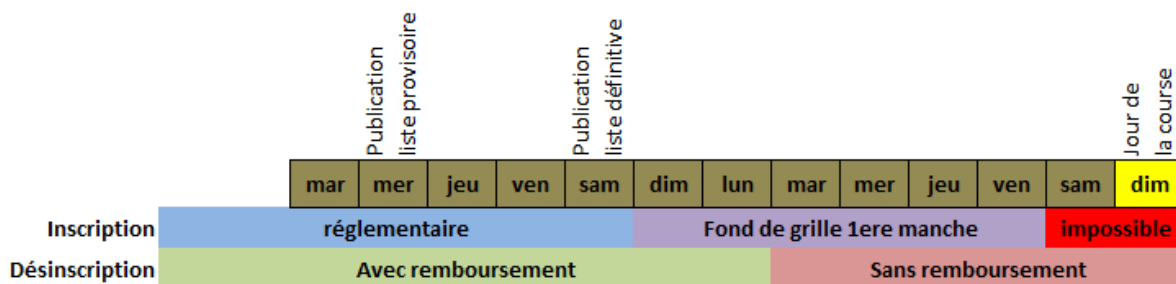 Publication
liste provisoire
Publication
liste définitive
Jour de
la course
mar mer jeu ven sam dim lun mar mer jeu ven sam dim
Inscription réglementaire Fond de grille 1ere manche impossible
Désinscription Avec remboursement Sans remboursement